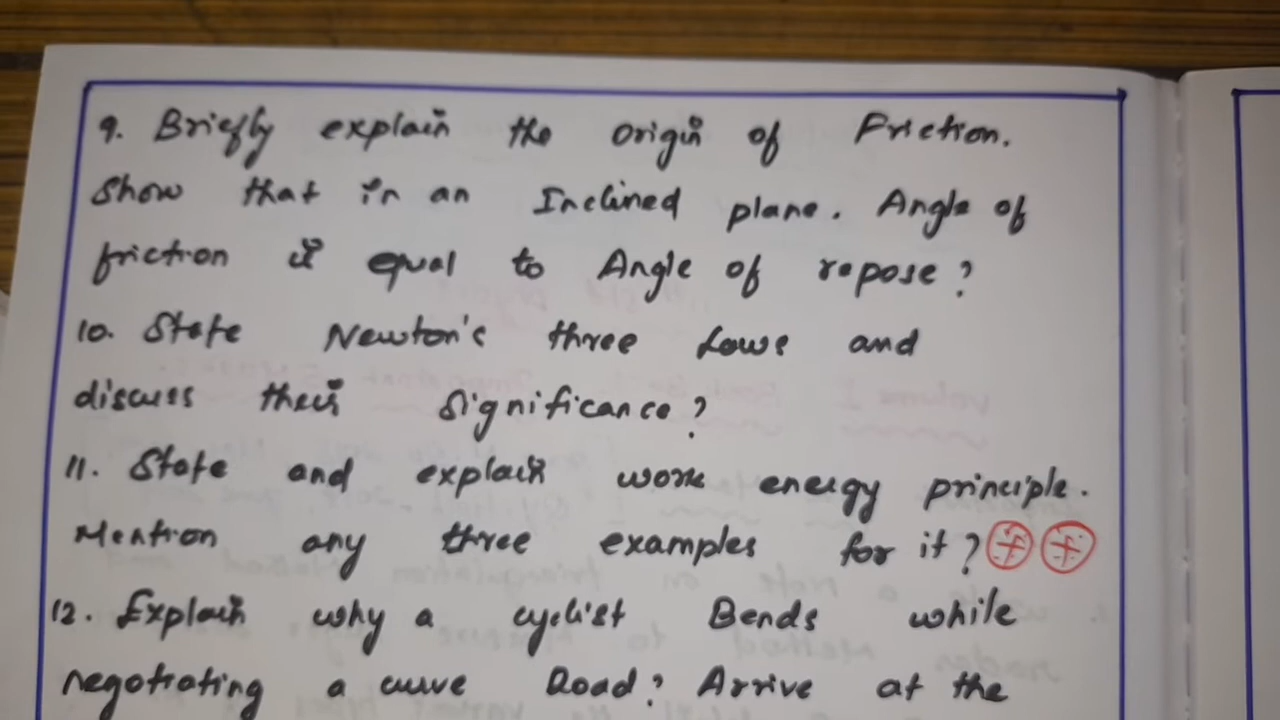 9. Briefly explain the origin of Friction.
Show that in an Inclined plane. Angle of
friction is equal to Angle of repose?
10. State Newton's three Laws and
discuss their Significance?
11. State and explain work energy principle.
Mention any three examples for it?
12. Explain why a cyclist Bends while
negotiating a curve Road? Arrive at the